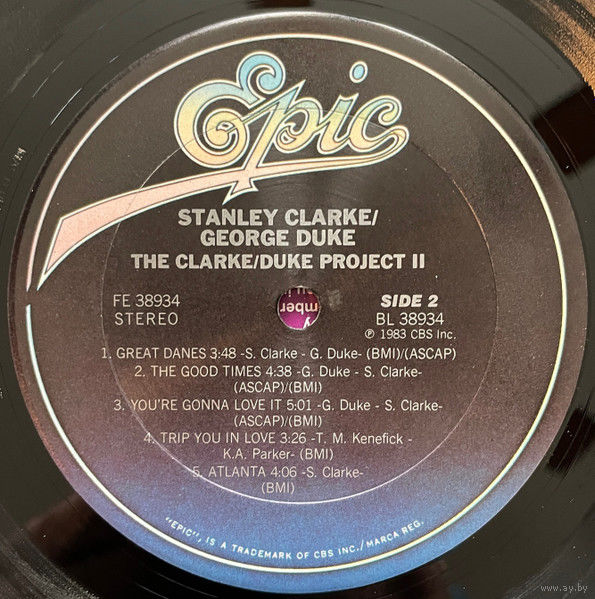 Epic
STANLEY CLARKE/
GEORGE DUKE
THE CLARKE/DUKE PROJECT II
FE 38934
STEREO
SIDE 2
BL 38934
℗ 1983 CBS Inc.
1. GREAT DANES 3:48 -S. Clarke - G. Duke- (BMI)/(ASCAP)
2. THE GOOD TIMES 4:38 -G. Duke - S. Clarke-
(ASCAP)/(BMI)
3. YOU'RE GONNA LOVE IT 5:01 -G. Duke - S. Clarke-
(ASCAP)/(BMI)
4. TRIP YOU IN LOVE 3:26 -T. M. Kenefick -
K.A. Parker- (BMI)
5. ATLANTA 4:06 -S. Clarke-
(BMI)
"EPIC", IS A TRADEMARK OF CBS INC./MARCA REG.
www.ay.by